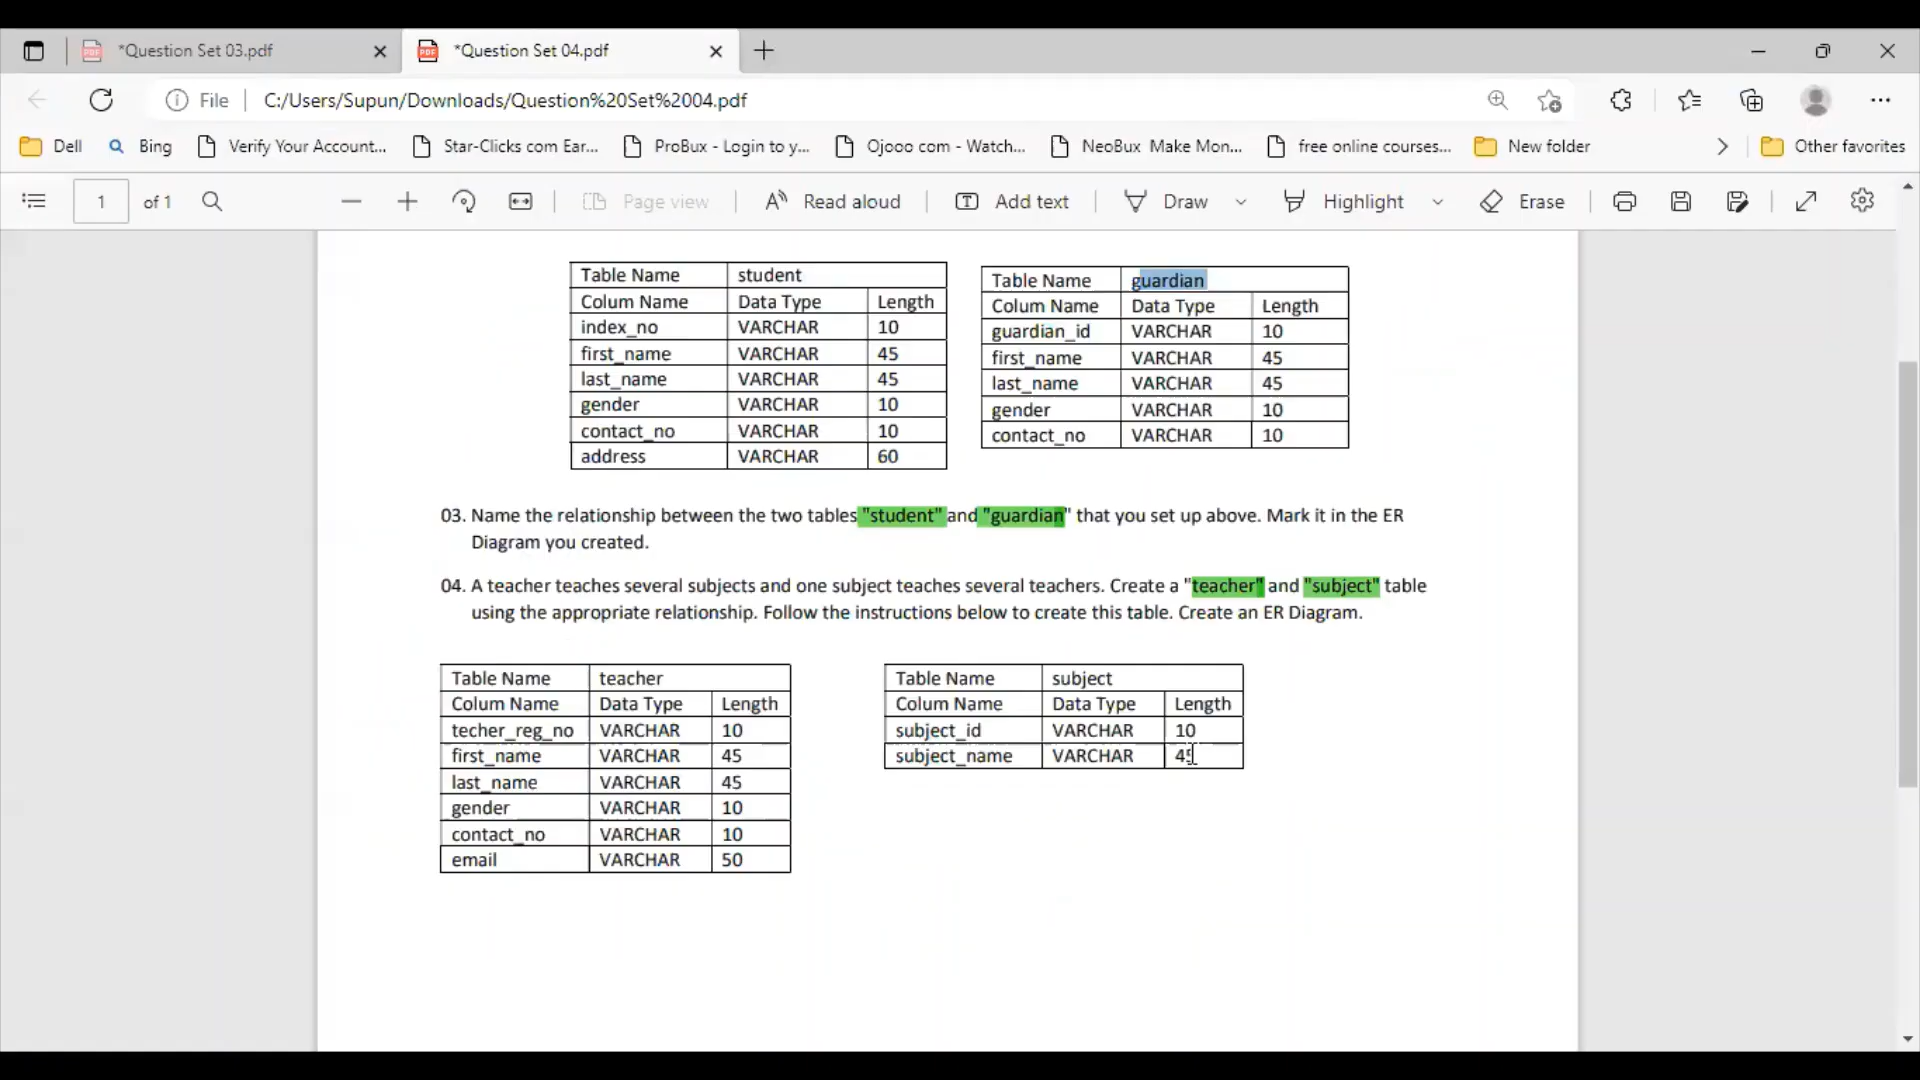 *Question Set 03.pdf
*Question Set 04.pdf
File
C:/Users/Supun/Downloads/Question%20Set%2004.pdf
Dell
Bing
Verify Your Account...
Star-Clicks com Ear...
ProBux - Login to y...
Ojooo com - Watch...
NeoBux Make Mon...
free online courses...
New folder
Other favorites
1 of 1
Page view
Read aloud
Add text
Draw
Highlight
Erase
Table Name student
Colum Name Data Type Length
index_no VARCHAR 10
first_name VARCHAR 45
last_name VARCHAR 45
gender VARCHAR 10
contact_no VARCHAR 10
address VARCHAR 60
Table Name guardian
Colum Name Data Type Length
guardian_id VARCHAR 10
first_name VARCHAR 45
last_name VARCHAR 45
gender VARCHAR 10
contact_no VARCHAR 10
03. Name the relationship between the two tables "student" and "guardian" that you set up above. Mark it in the ER
Diagram you created.
04. A teacher teaches several subjects and one subject teaches several teachers. Create a "teacher" and "subject" table
using the appropriate relationship. Follow the instructions below to create this table. Create an ER Diagram.
Table Name teacher
Colum Name Data Type Length
techer_reg_no VARCHAR 10
first_name VARCHAR 45
last_name VARCHAR 45
gender VARCHAR 10
contact_no VARCHAR 10
email VARCHAR 50
Table Name subject
Colum Name Data Type Length
subject_id VARCHAR 10
subject_name VARCHAR 45